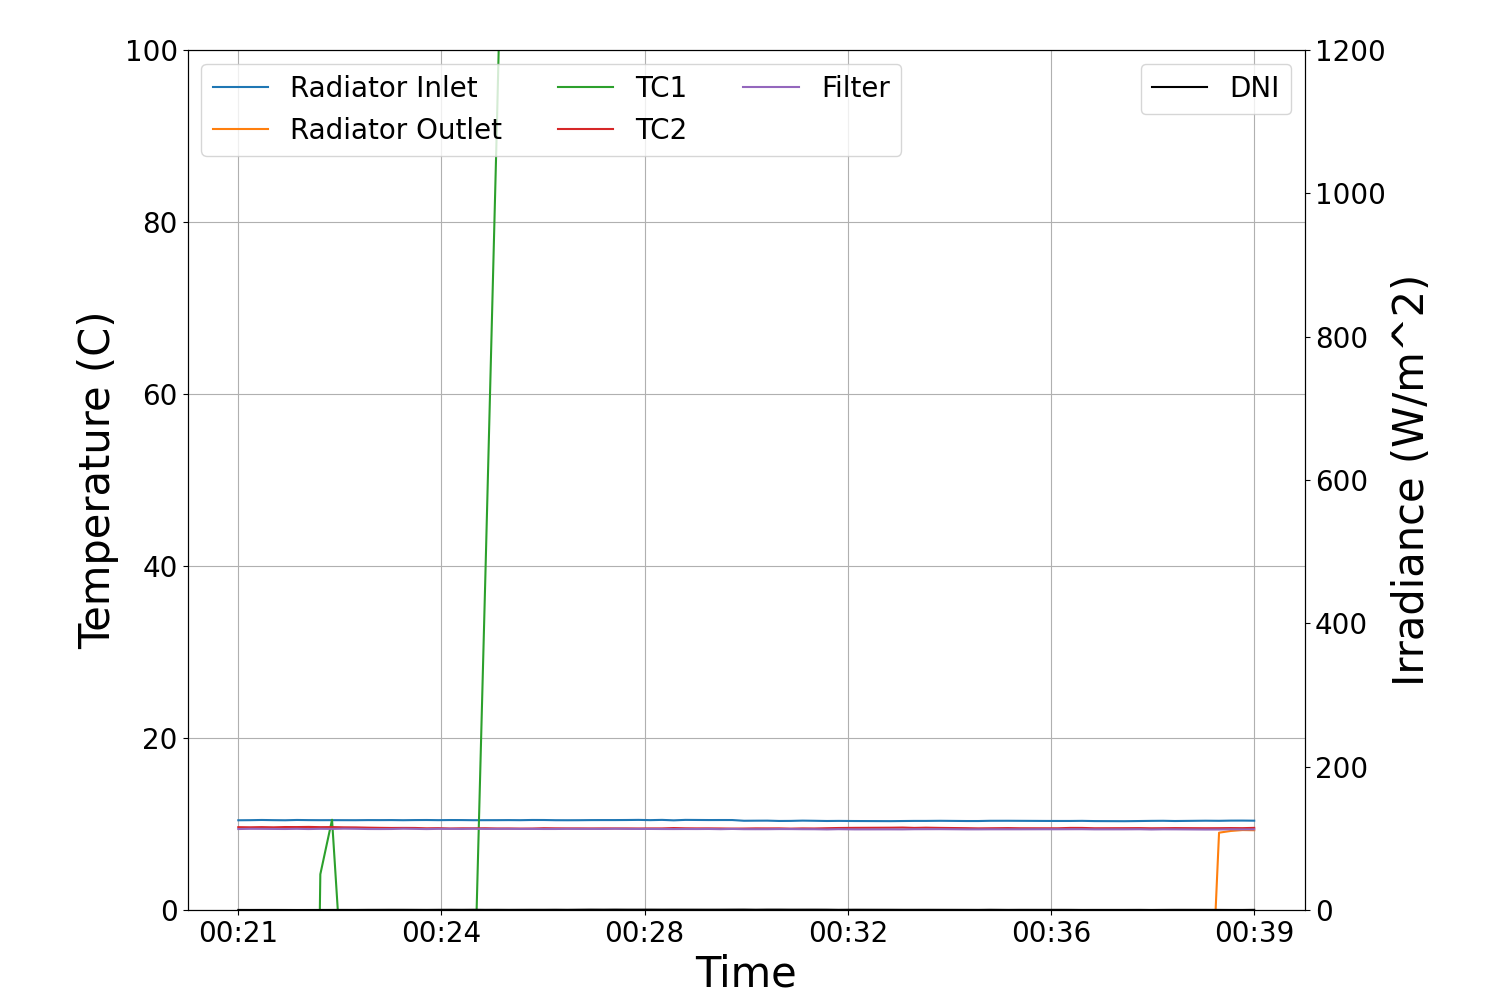 Radiator Inlet
Radiator Outlet
TC1
TC2
Filter
DNI
Temperature (C)
100
80
60
40
20
0
Irradiance (W/m^2)
1200
1000
800
600
400
200
0
00:21 00:24 00:28 00:32 00:36 00:39
Time